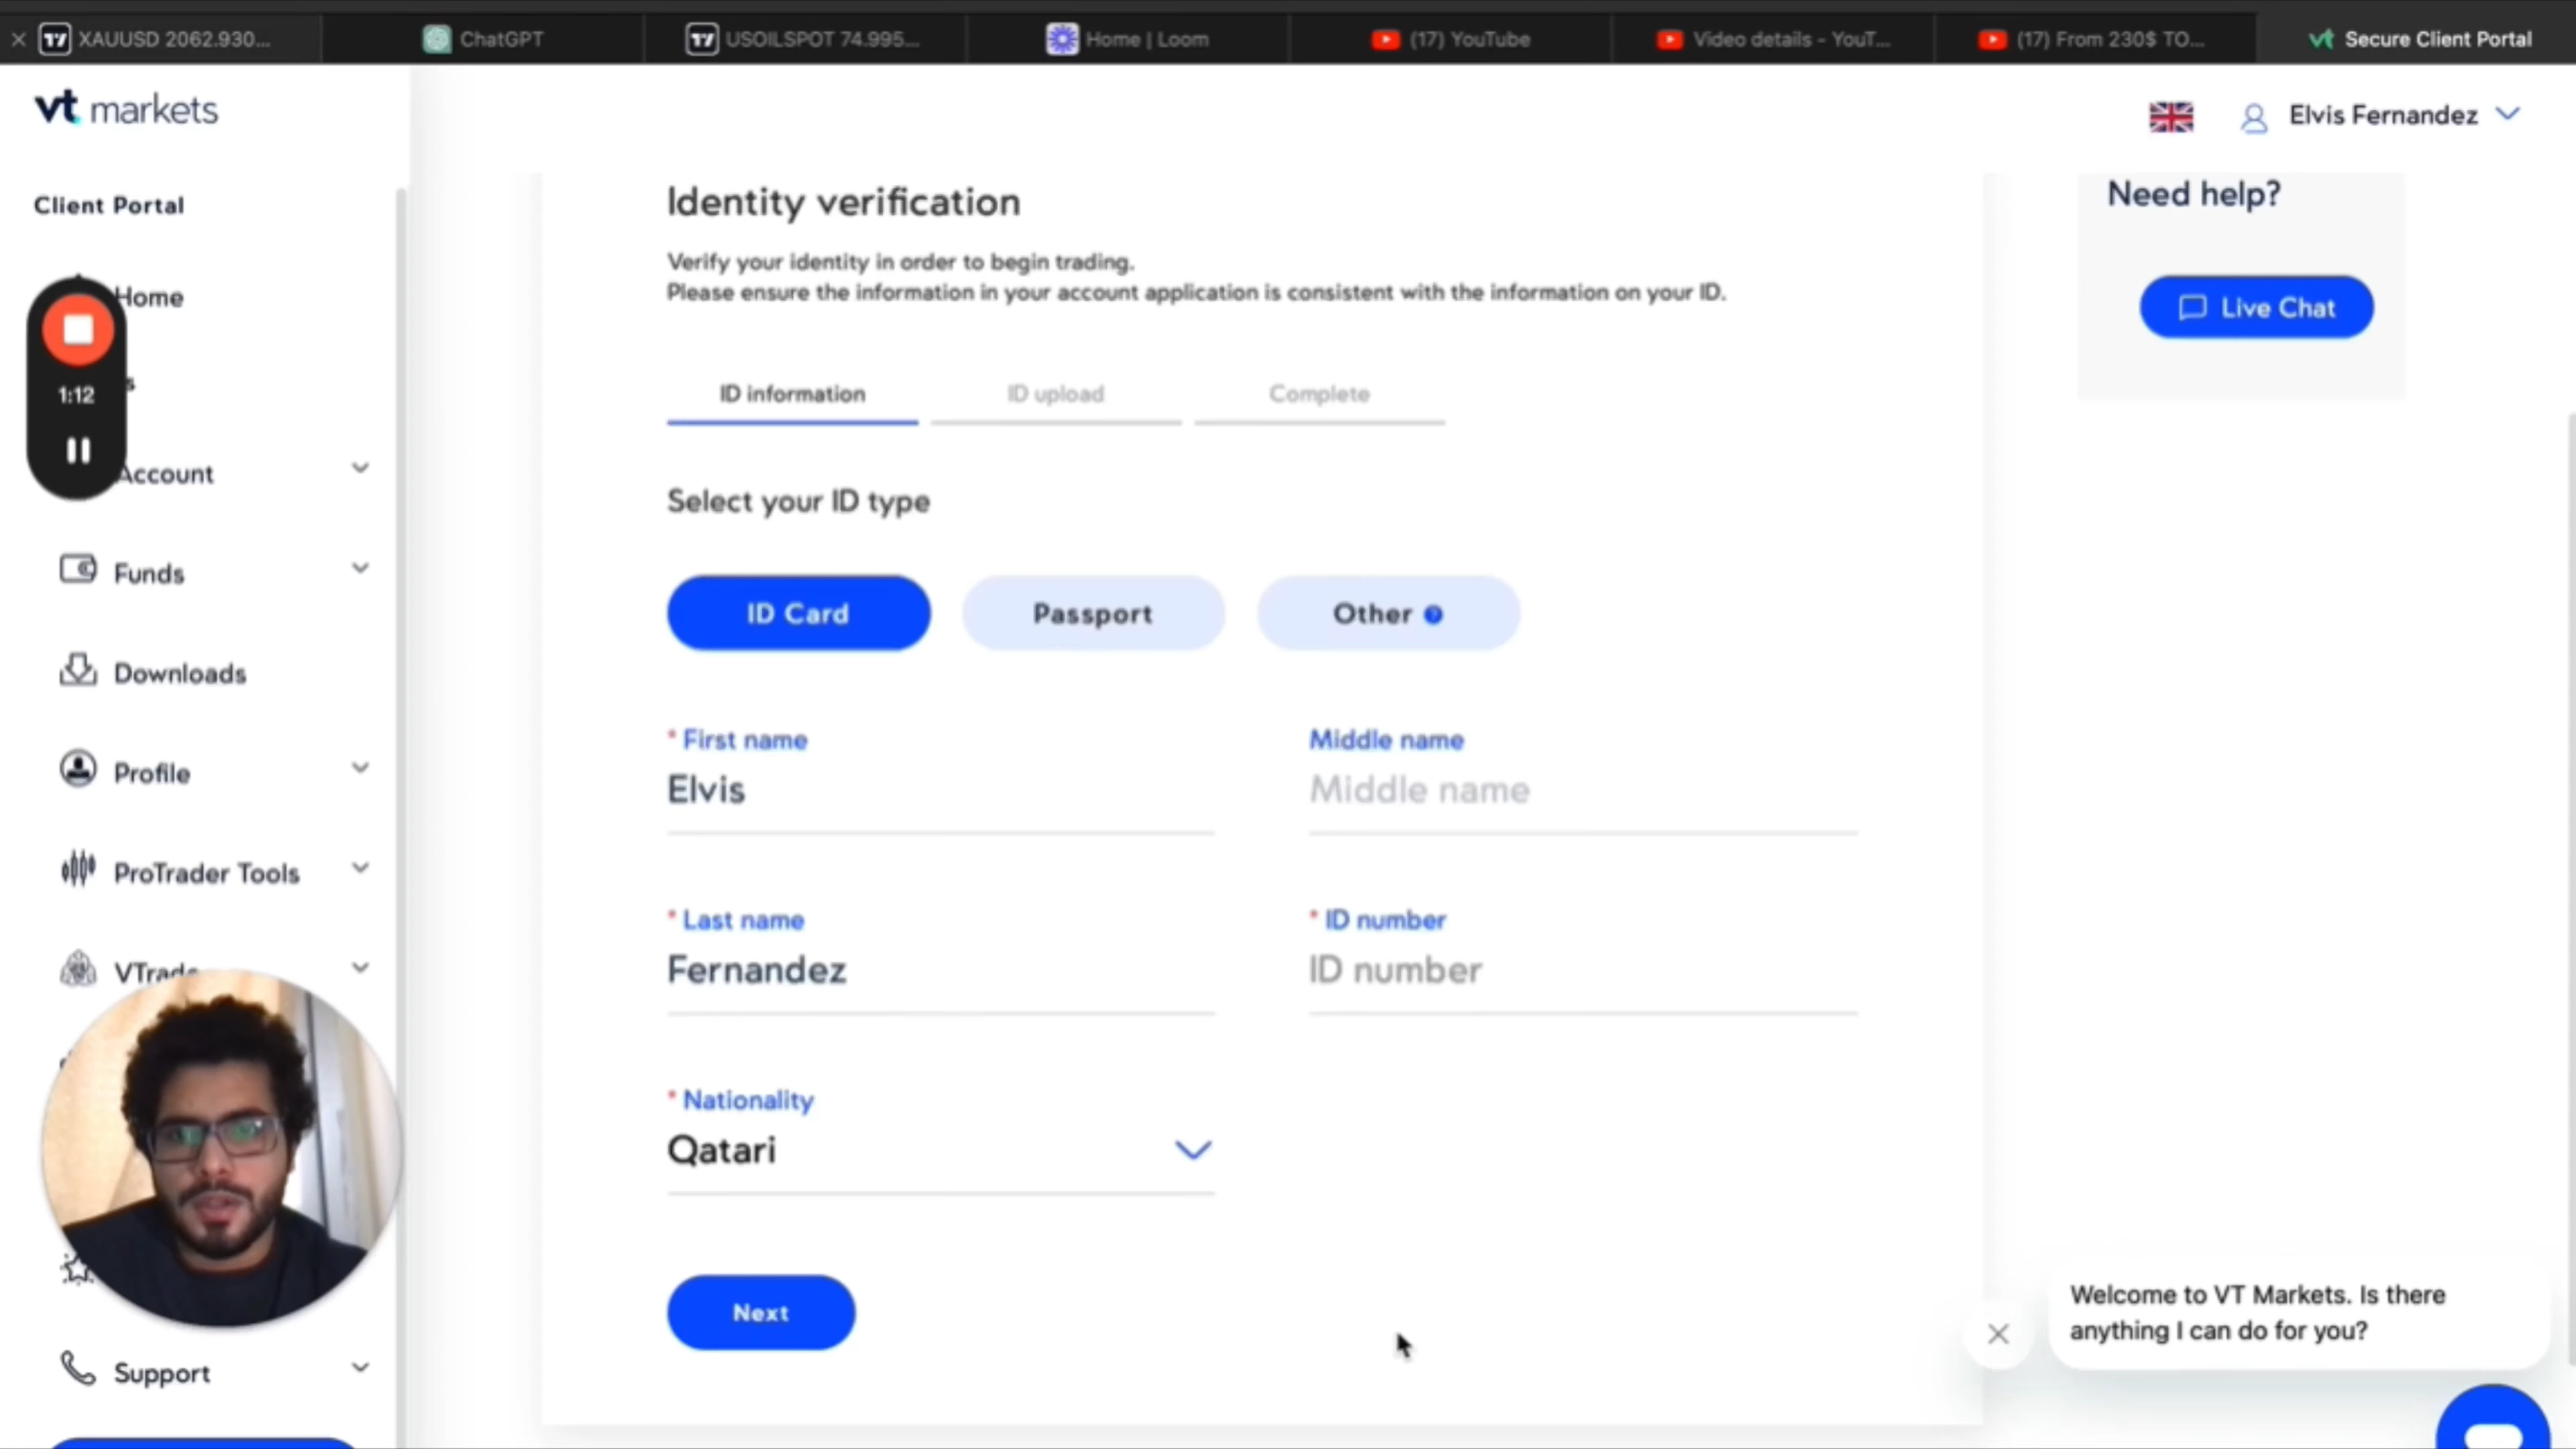 XAUUSD 2062.930...
ChatGPT
USOILSPOT 74.995...
Home | Loom
(17) YouTube
Video details - YouT...
(17) From 230$ TO...
vt Secure Client Portal
vt markets
Elvis Fernandez
Client Portal
Home
s
Account
Funds
Downloads
Profile
ProTrader Tools
Support
1:12
Identity verification
Verify your identity in order to begin trading.
Please ensure the information in your account application is consistent with the information on your ID.
ID information
ID upload
Complete
Select your ID type
ID Card
Passport
Other ?
* First name
Elvis
Middle name
Middle name
* Last name
Fernandez
* ID number
ID number
* Nationality
Qatari
Next
Need help?
Live Chat
Welcome to VT Markets. Is there
anything I can do for you?